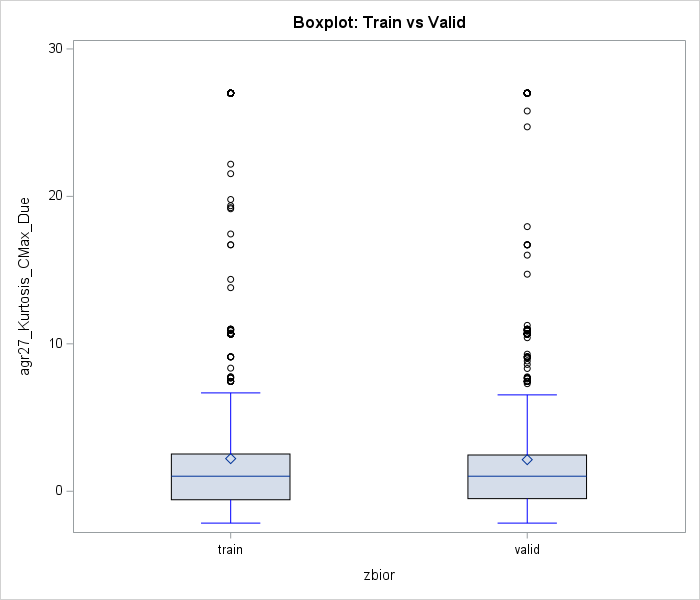 Boxplot: Train vs Valid
30
20
10
0
agr27_Kurtosis_CMax_Due
train
valid
zbior